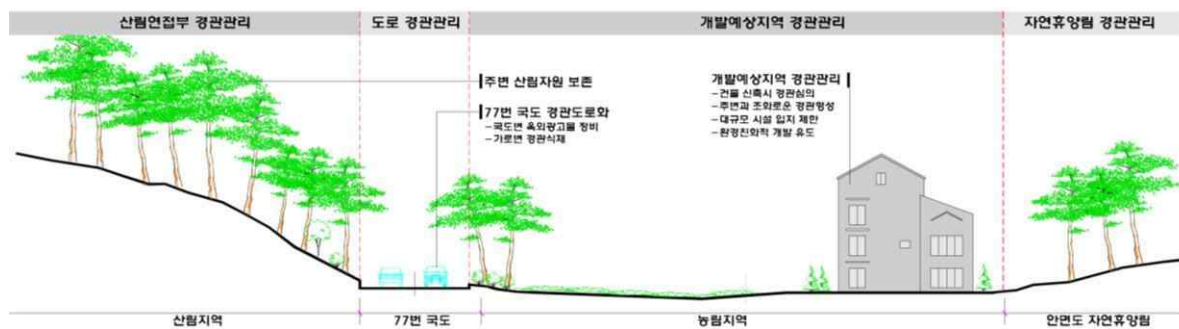 산림연접부 경관관리
도로 경관관리
개발예상지역 경관관리
자연휴양림 경관관리
주변 산림자원 보존
77번 국도 경관도로화
-국도변 옥외광고물 정비
-가로변 경관식재
개발예상지역 경관관리
-건물 신축시 경관심의
-주변과 조화로운 경관형성
-대규모 시설 입지 제한
-환경친화적 개발 유도
산림지역
77번 국도
농림지역
안면도 자연휴양림